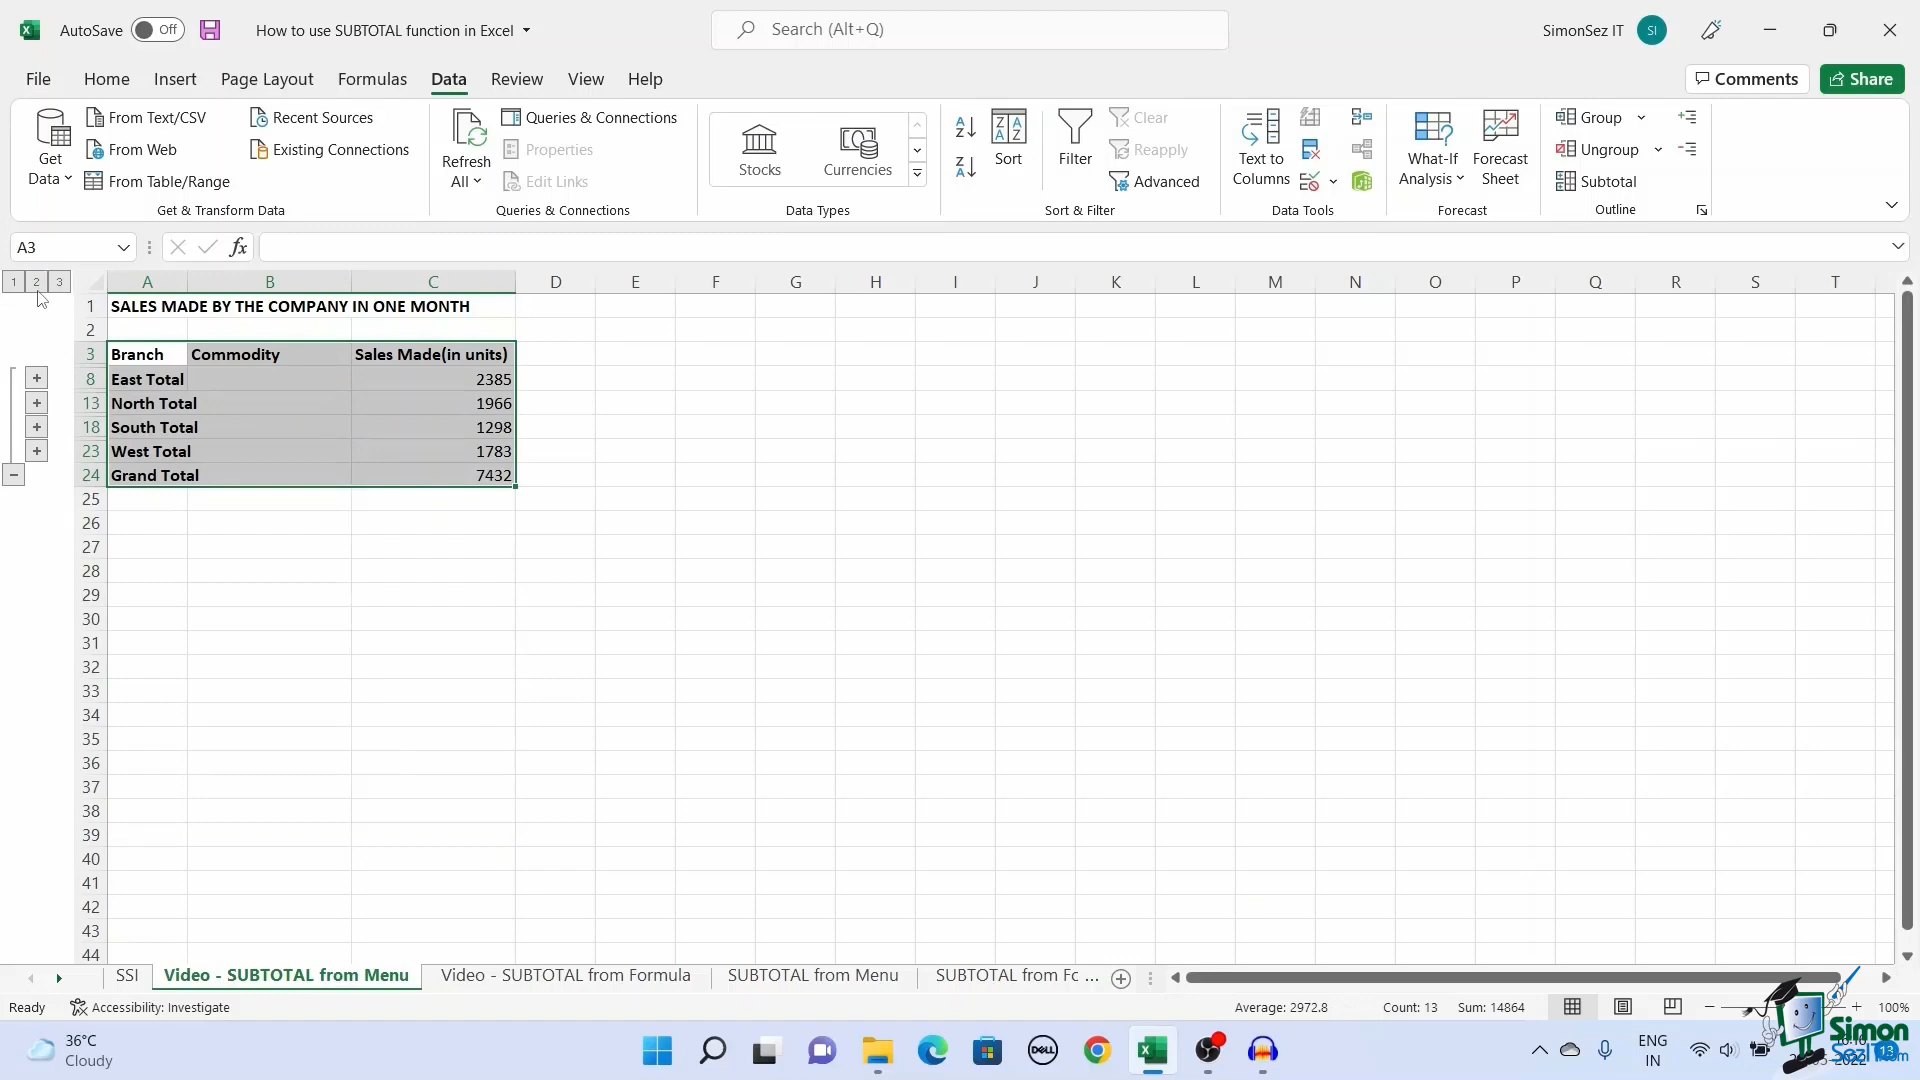 AutoSave Off How to use SUBTOTAL function in Excel Search (Alt+Q) SimonSez IT SI
File Home Insert Page Layout Formulas Data Review View Help Comments Share
Get Data
From Text/CSV
From Web
From Table/Range
Recent Sources
Existing Connections
Get & Transform Data
Refresh All
Queries & Connections
Properties
Edit Links
Queries & Connections
Stocks Currencies
Data Types
Sort
Filter
Clear
Reapply
Advanced
Sort & Filter
Text to Columns
Data Tools
What-If Analysis
Forecast Sheet
Forecast
Group
Ungroup
Subtotal
Outline
A3 fx
1 2 3 A B C D E F G H I J K L M N O P Q R S T
1 SALES MADE BY THE COMPANY IN ONE MONTH
2
3 Branch Commodity Sales Made(in units)
8 East Total 2385
13 North Total 1966
18 South Total 1298
23 West Total 1783
24 Grand Total 7432
25
26
27
28
29
30
31
32
33
34
35
36
37
38
39
40
41
42
43
44
SSI Video - SUBTOTAL from Menu Video - SUBTOTAL from Formula SUBTOTAL from Menu SUBTOTAL from Fc ...
Ready Accessibility: Investigate Average: 2972.8 Count: 13 Sum: 14864 100%
36°C
Cloudy
DELL
ENG
IN
Simon